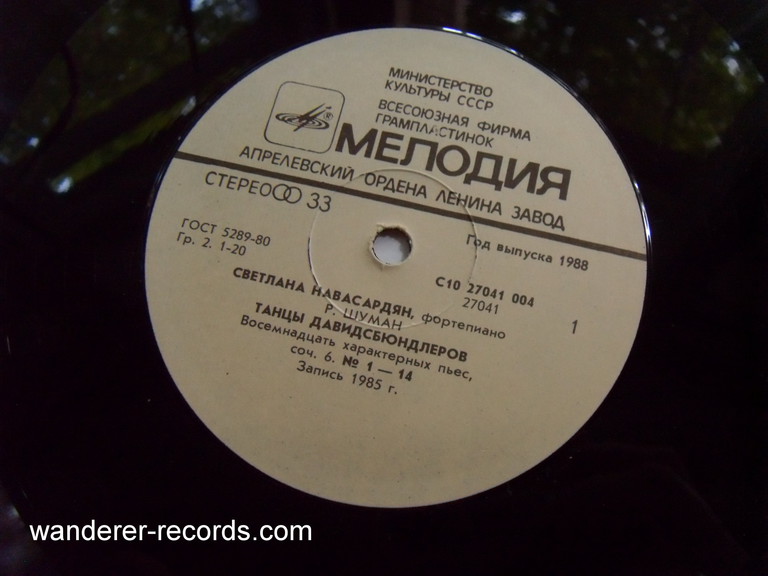 МИНИСТЕРСТВО
КУЛЬТУРЫ СССР
ВСЕСОЮЗНАЯ ФИРМА
ГРАМПЛАСТИНОК
МЕЛОДИЯ
АПРЕЛЕВСКИЙ ОРДЕНА ЛЕНИНА ЗАВОД
СТЕРЕО 33
ГОСТ 5289-80
Гр. 2. 1-20
Год выпуска 1988
С10 27041 004
27041
1
СВЕТЛАНА НАВАСАРДЯН, фортепиано
Р. ШУМАН
ТАНЦЫ ДАВИДСБЮНДЛЕРОВ
Восемнадцать характерных пьес,
соч. 6. № 1 — 14
Запись 1985 г.
wanderer-records.com